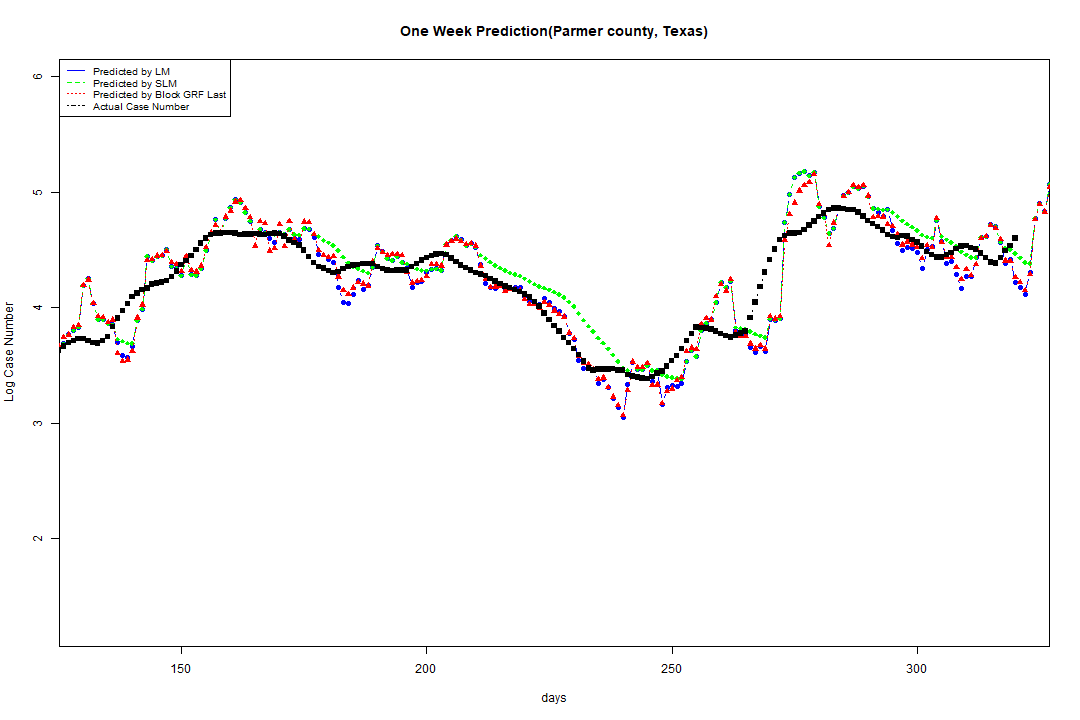 One Week Prediction(Parmer county, Texas)
Predicted by LM
Predicted by SLM
Predicted by Block GRF Last
Actual Case Number
6
5
4
3
2
Log Case Number
150
200
250
300
days